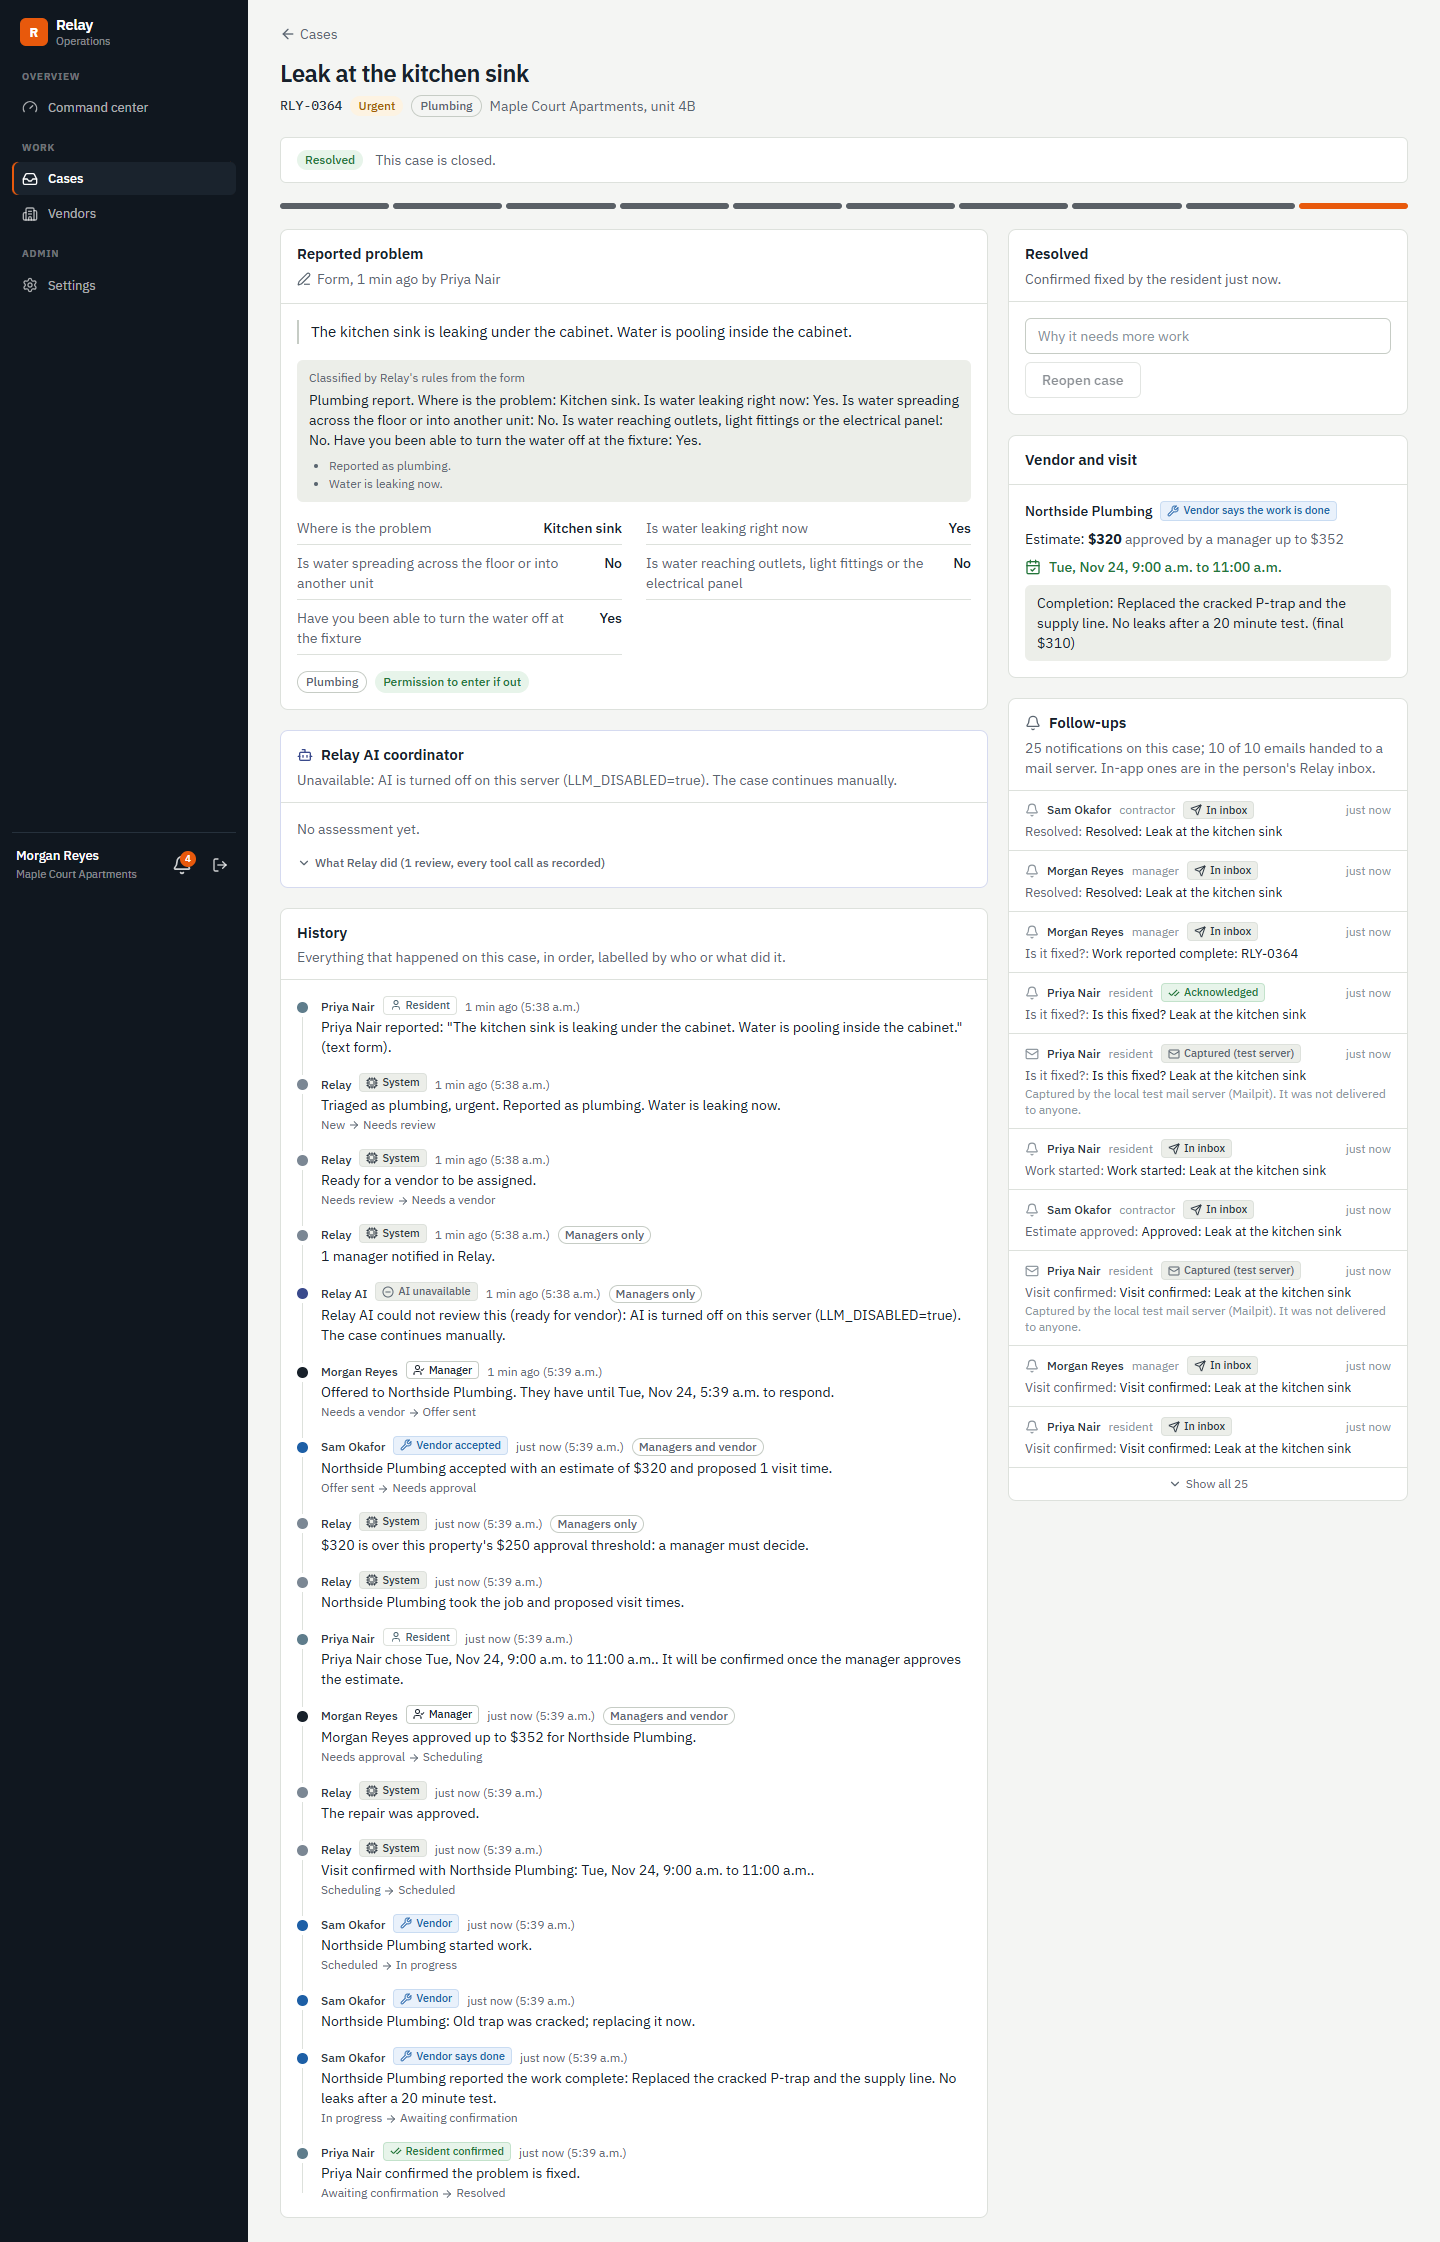 R
Relay
Operations
OVERVIEW
Command center
WORK
Cases
Vendors
ADMIN
Settings
Morgan Reyes
Maple Court Apartments
4
Cases
Leak at the kitchen sink
RLY-0364 Urgent Plumbing Maple Court Apartments, unit 4B
Resolved This case is closed.
Reported problem
Form, 1 min ago by Priya Nair
The kitchen sink is leaking under the cabinet. Water is pooling inside the cabinet.
Classified by Relay's rules from the form
Plumbing report. Where is the problem: Kitchen sink. Is water leaking right now: Yes. Is water spreading
across the floor or into another unit: No. Is water reaching outlets, light fittings or the electrical panel:
No. Have you been able to turn the water off at the fixture: Yes.
• Reported as plumbing.
• Water is leaking now.
Where is the problem Kitchen sink
Is water leaking right now Yes
Is water spreading across the floor or into No
another unit
Is water reaching outlets, light fittings or the No
electrical panel
Have you been able to turn the water off at Yes
the fixture
Plumbing Permission to enter if out
Relay AI coordinator
Unavailable: AI is turned off on this server (LLM_DISABLED=true). The case continues manually.
No assessment yet.
What Relay did (1 review, every tool call as recorded)
History
Everything that happened on this case, in order, labelled by who or what did it.
Priya Nair Resident 1 min ago (5:38 a.m.)
Priya Nair reported: "The kitchen sink is leaking under the cabinet. Water is pooling inside the cabinet."
(text form).
Relay System 1 min ago (5:38 a.m.)
Triaged as plumbing, urgent. Reported as plumbing. Water is leaking now.
New → Needs review
Relay System 1 min ago (5:38 a.m.)
Ready for a vendor to be assigned.
Needs review → Needs a vendor
Relay System 1 min ago (5:38 a.m.) Managers only
1 manager notified in Relay.
Relay AI AI unavailable 1 min ago (5:38 a.m.) Managers only
Relay AI could not review this (ready for vendor): AI is turned off on this server (LLM_DISABLED=true).
The case continues manually.
Morgan Reyes Manager 1 min ago (5:39 a.m.)
Offered to Northside Plumbing. They have until Tue, Nov 24, 5:39 a.m. to respond.
Needs a vendor → Offer sent
Sam Okafor Vendor accepted just now (5:39 a.m.) Managers and vendor
Northside Plumbing accepted with an estimate of $320 and proposed 1 visit time.
Offer sent → Needs approval
Relay System just now (5:39 a.m.) Managers only
$320 is over this property's $250 approval threshold: a manager must decide.
Relay System just now (5:39 a.m.)
Northside Plumbing took the job and proposed visit times.
Priya Nair Resident just now (5:39 a.m.)
Priya Nair chose Tue, Nov 24, 9:00 a.m. to 11:00 a.m.. It will be confirmed once the manager approves
the estimate.
Morgan Reyes Manager just now (5:39 a.m.) Managers and vendor
Morgan Reyes approved up to $352 for Northside Plumbing.
Needs approval → Scheduling
Relay System just now (5:39 a.m.)
The repair was approved.
Relay System just now (5:39 a.m.)
Visit confirmed with Northside Plumbing: Tue, Nov 24, 9:00 a.m. to 11:00 a.m..
Scheduling → Scheduled
Sam Okafor Vendor just now (5:39 a.m.)
Northside Plumbing started work.
Scheduled → In progress
Sam Okafor Vendor just now (5:39 a.m.)
Northside Plumbing: Old trap was cracked; replacing it now.
Sam Okafor Vendor says done just now (5:39 a.m.)
Northside Plumbing reported the work complete: Replaced the cracked P-trap and the supply line. No
leaks after a 20 minute test.
In progress → Awaiting confirmation
Priya Nair Resident confirmed just now (5:39 a.m.)
Priya Nair confirmed the problem is fixed.
Awaiting confirmation → Resolved
Resolved
Confirmed fixed by the resident just now.
Why it needs more work
Reopen case
Vendor and visit
Northside Plumbing Vendor says the work is done
Estimate: $320 approved by a manager up to $352
Tue, Nov 24, 9:00 a.m. to 11:00 a.m.
Completion: Replaced the cracked P-trap and the
supply line. No leaks after a 20 minute test. (final
$310)
Follow-ups
25 notifications on this case; 10 of 10 emails handed to a
mail server. In-app ones are in the person's Relay inbox.
Sam Okafor contractor In inbox just now
Resolved: Resolved: Leak at the kitchen sink
Morgan Reyes manager In inbox just now
Resolved: Resolved: Leak at the kitchen sink
Morgan Reyes manager In inbox just now
Is it fixed?: Work reported complete: RLY-0364
Priya Nair resident Acknowledged just now
Is it fixed?: Is this fixed? Leak at the kitchen sink
Priya Nair resident Captured (test server) just now
Is it fixed?: Is this fixed? Leak at the kitchen sink
Captured by the local test mail server (Mailpit). It was not delivered
to anyone.
Priya Nair resident In inbox just now
Work started: Work started: Leak at the kitchen sink
Sam Okafor contractor In inbox just now
Estimate approved: Approved: Leak at the kitchen sink
Priya Nair resident Captured (test server) just now
Visit confirmed: Visit confirmed: Leak at the kitchen sink
Captured by the local test mail server (Mailpit). It was not delivered
to anyone.
Morgan Reyes manager In inbox just now
Visit confirmed: Visit confirmed: Leak at the kitchen sink
Priya Nair resident In inbox just now
Visit confirmed: Visit confirmed: Leak at the kitchen sink
Show all 25